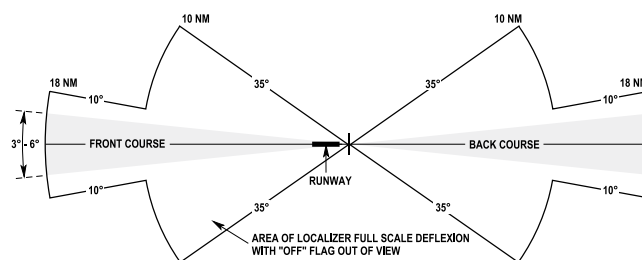 10 NM
10 NM
18 NM
18 NM
10°
35°
35°
10°
3° - 6°
FRONT COURSE
BACK COURSE
RUNWAY
10°
35°
35°
10°
AREA OF LOCALIZER FULL SCALE DEFLEXION
WITH "OFF" FLAG OUT OF VIEW